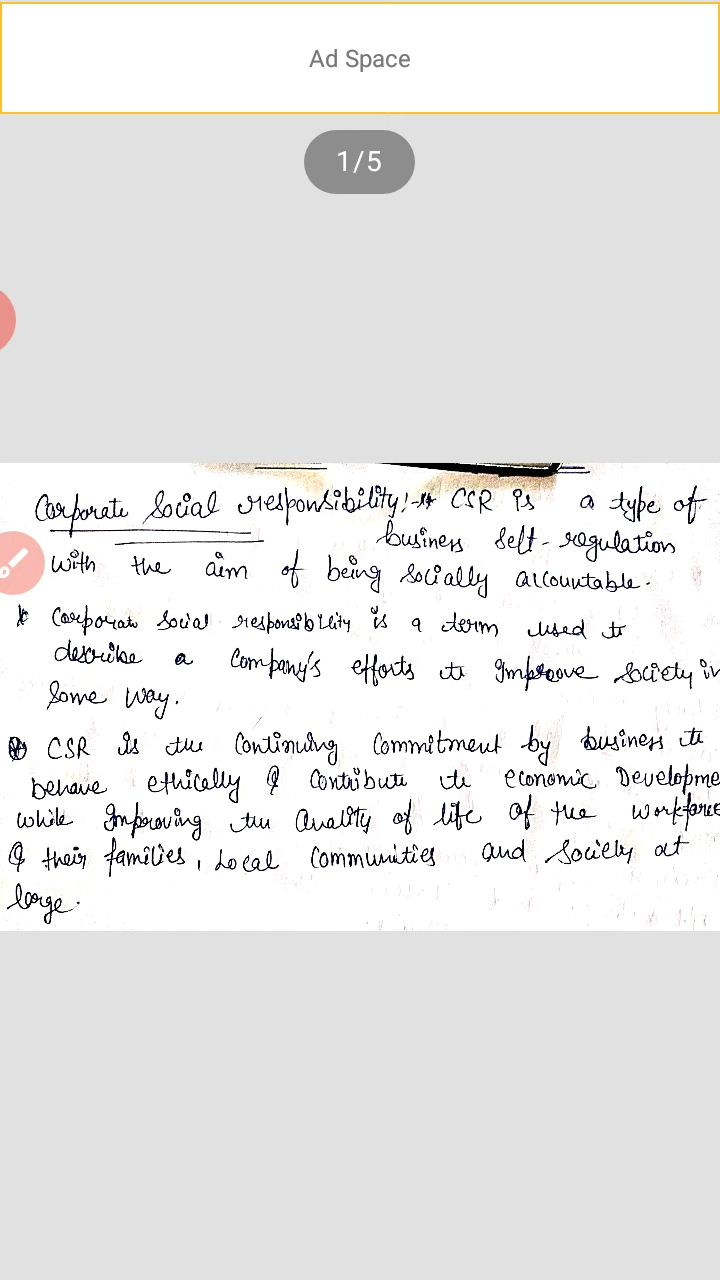 Ad Space
1/5
Corporate Social responsibility:-* CSR is a type of
business self-regulation
with the aim of being socially accountable.
* Corporate Social responsibility is a term used to
describe a Company's efforts to Improve Society in
Some way.
* CSR is the Continuing Commitment by business to
behave ethically & Contribute to economic Developme
while Improving the Quality of life of the workforce
& their families, Local Communities and Society at
large.